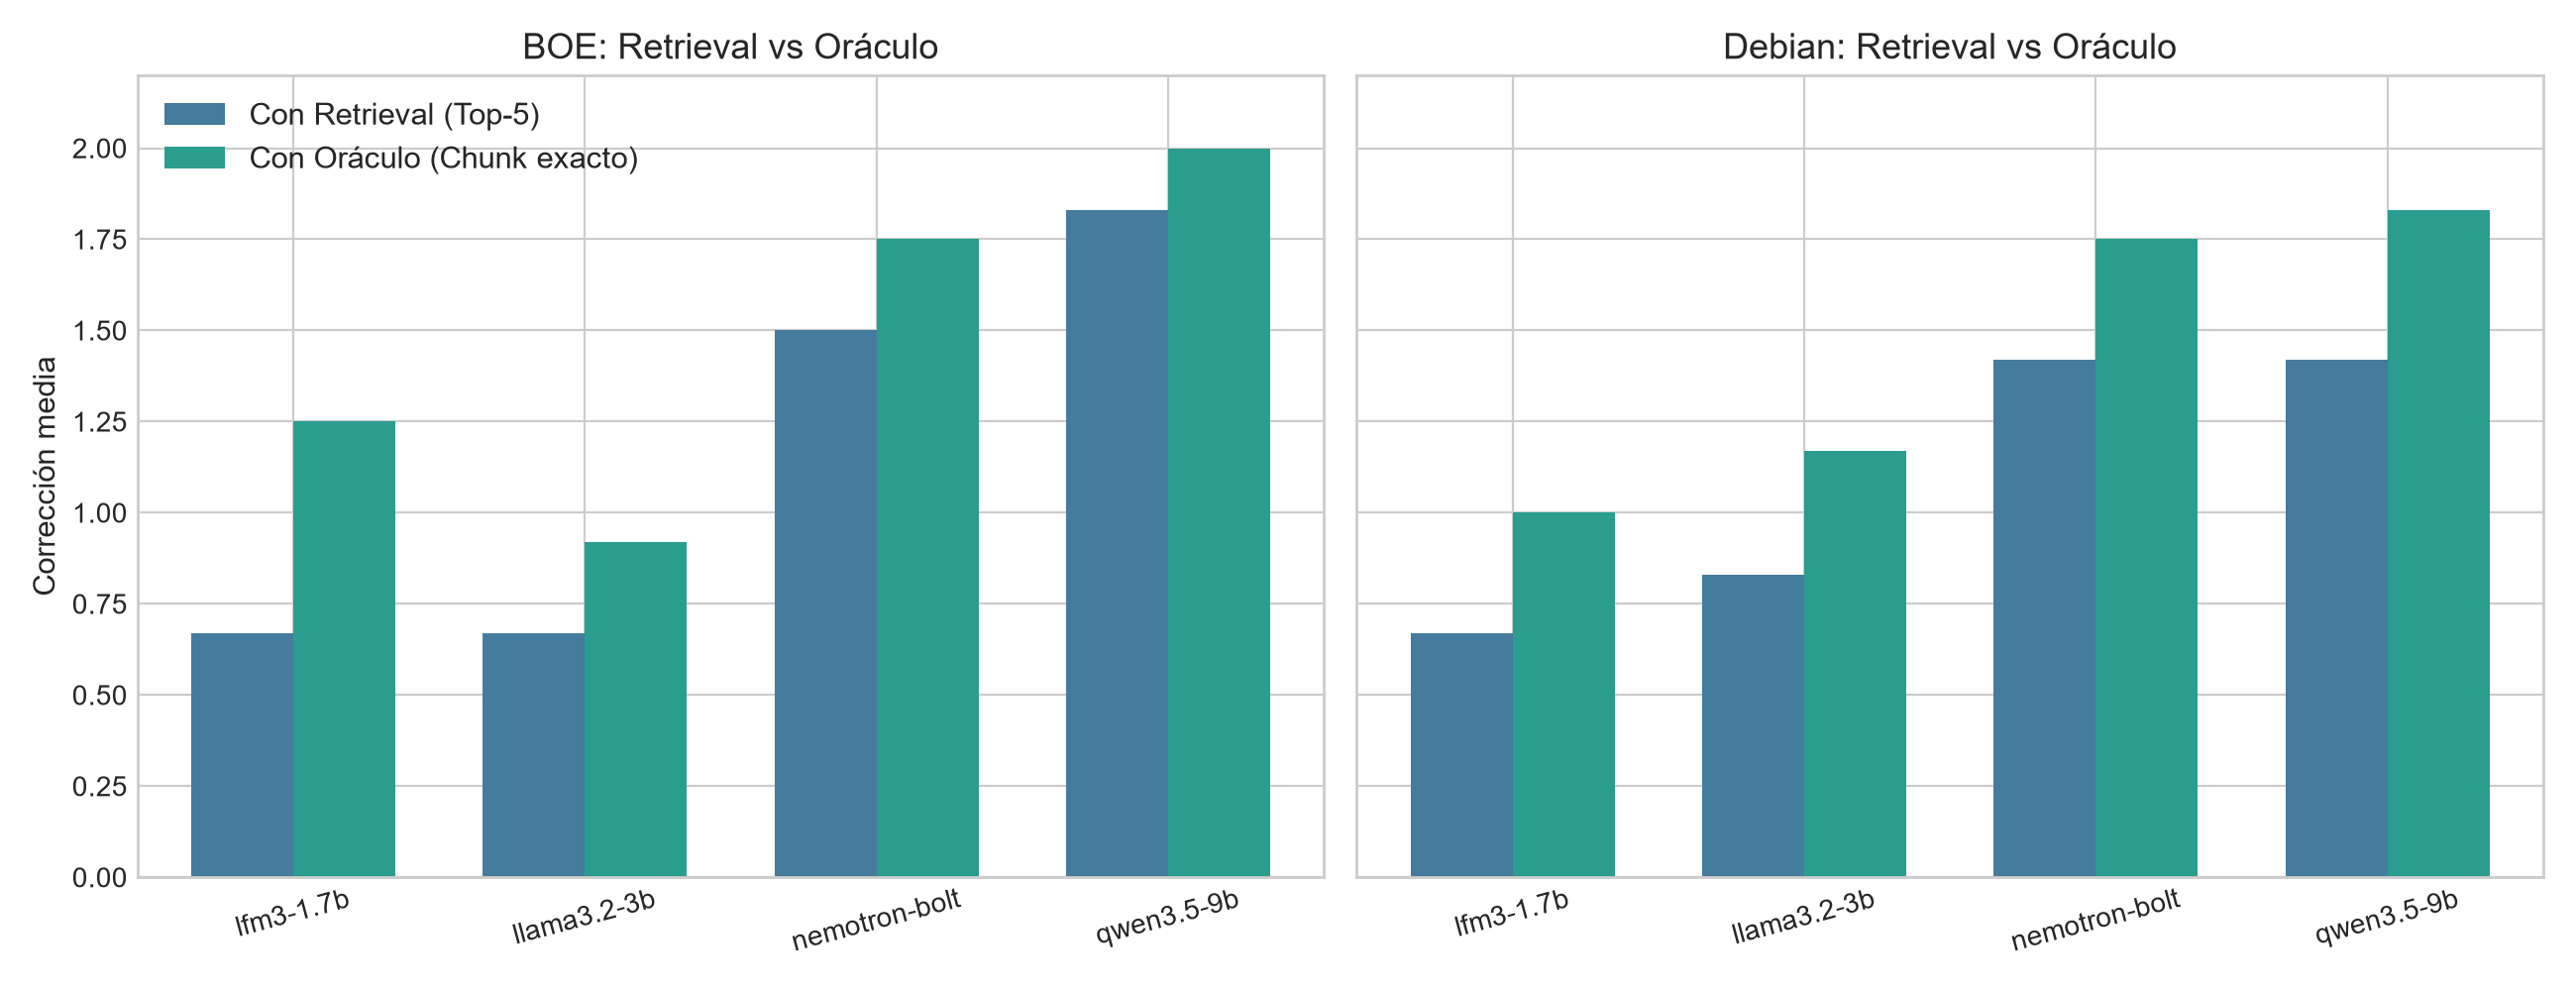 BOE: Retrieval vs Oráculo
Con Retrieval (Top-5)
Con Oráculo (Chunk exacto)
Corrección media
2.00
1.75
1.50
1.25
1.00
0.75
0.50
0.25
0.00
lfm3-1.7b
llama3.2-3b
nemotron-bolt
qwen3.5-9b
Debian: Retrieval vs Oráculo
lfm3-1.7b
llama3.2-3b
nemotron-bolt
qwen3.5-9b